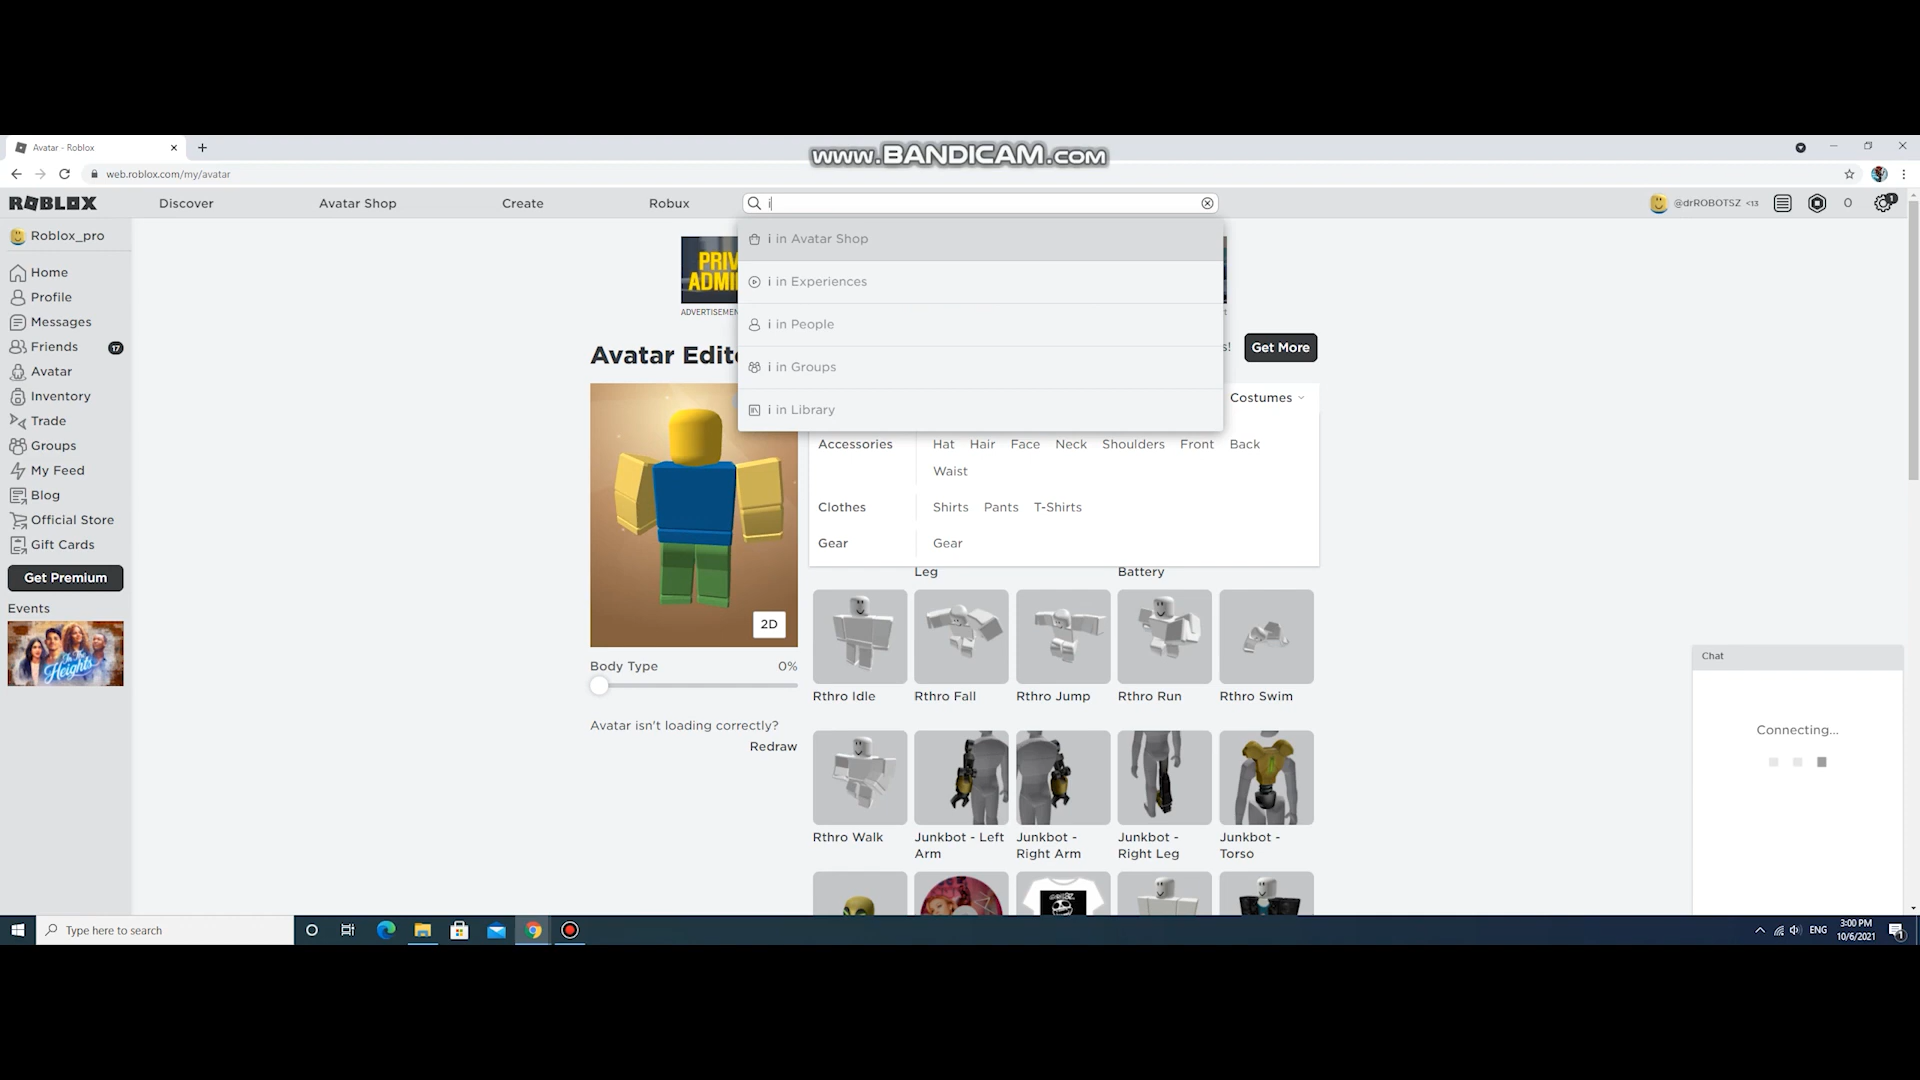 Avatar - Roblox
www.BANDICAM.com
web.roblox.com/my/avatar
ROBLOX
Discover
Avatar Shop
Create
Robux
i
@drROBOTSZ <13
0
1
Roblox_pro
Home
Profile
Messages
Friends
17
Avatar
Inventory
Trade
Groups
My Feed
Blog
Official Store
Gift Cards
Get Premium
Events
In The
Heights
i in Avatar Shop
i in Experiences
i in People
i in Groups
i in Library
ADVERTISEMEN
Avatar Edit
s!
Get More
Costumes
Accessories
Hat Hair Face Neck Shoulders Front Back
Waist
Clothes
Shirts Pants T-Shirts
Gear
Gear
2D
Body Type
0%
Avatar isn't loading correctly?
Redraw
Leg
Battery
Rthro Idle
Rthro Fall
Rthro Jump
Rthro Run
Rthro Swim
Rthro Walk
Junkbot - Left
Arm
Junkbot -
Right Arm
Junkbot -
Right Leg
Junkbot -
Torso
Chat
Connecting...
Type here to search
ENG
3:00 PM
10/6/2021
1